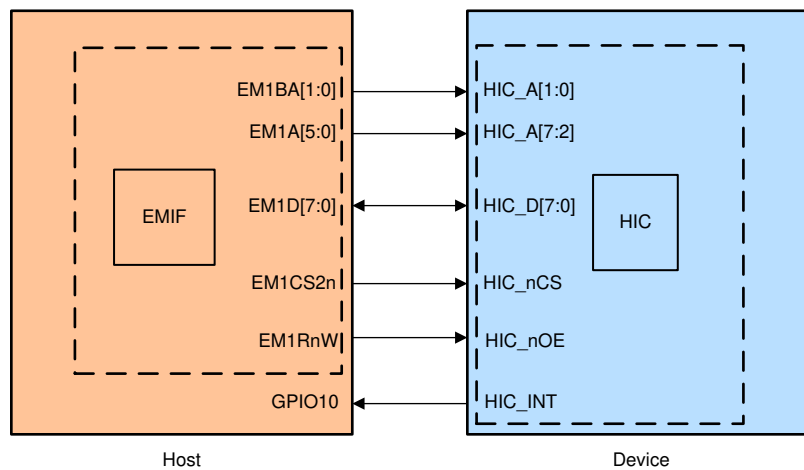 EM1BA[1:0] HIC_A[1:0]
EM1A[5:0] HIC_A[7:2]
EMIF EM1D[7:0] HIC_D[7:0] HIC
EM1CS2n HIC_nCS
EM1RnW HIC_nOE
GPIO10 HIC_INT
Host Device